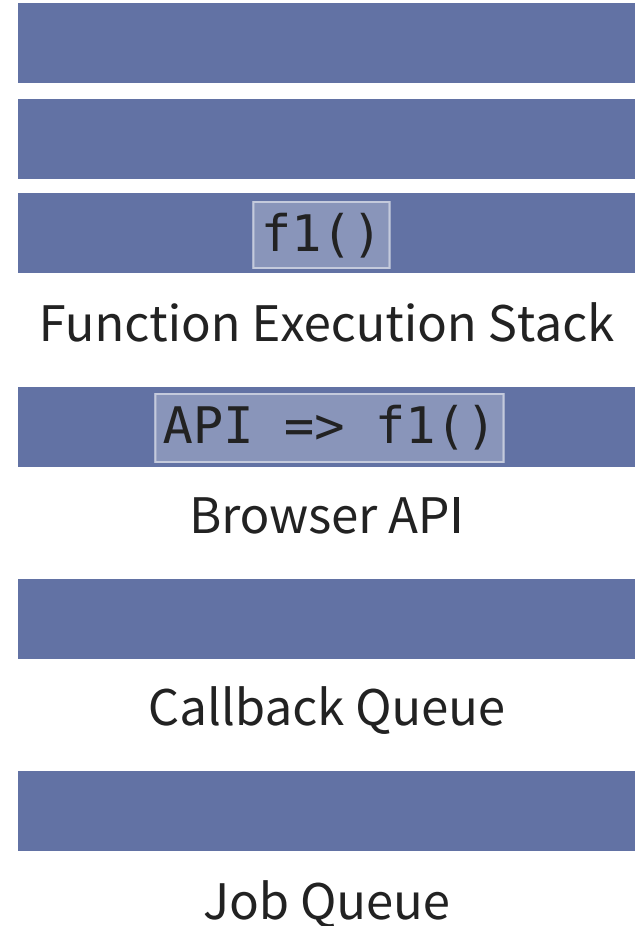 f1()
Function Execution Stack
API => f1()
Browser API
Callback Queue
Job Queue